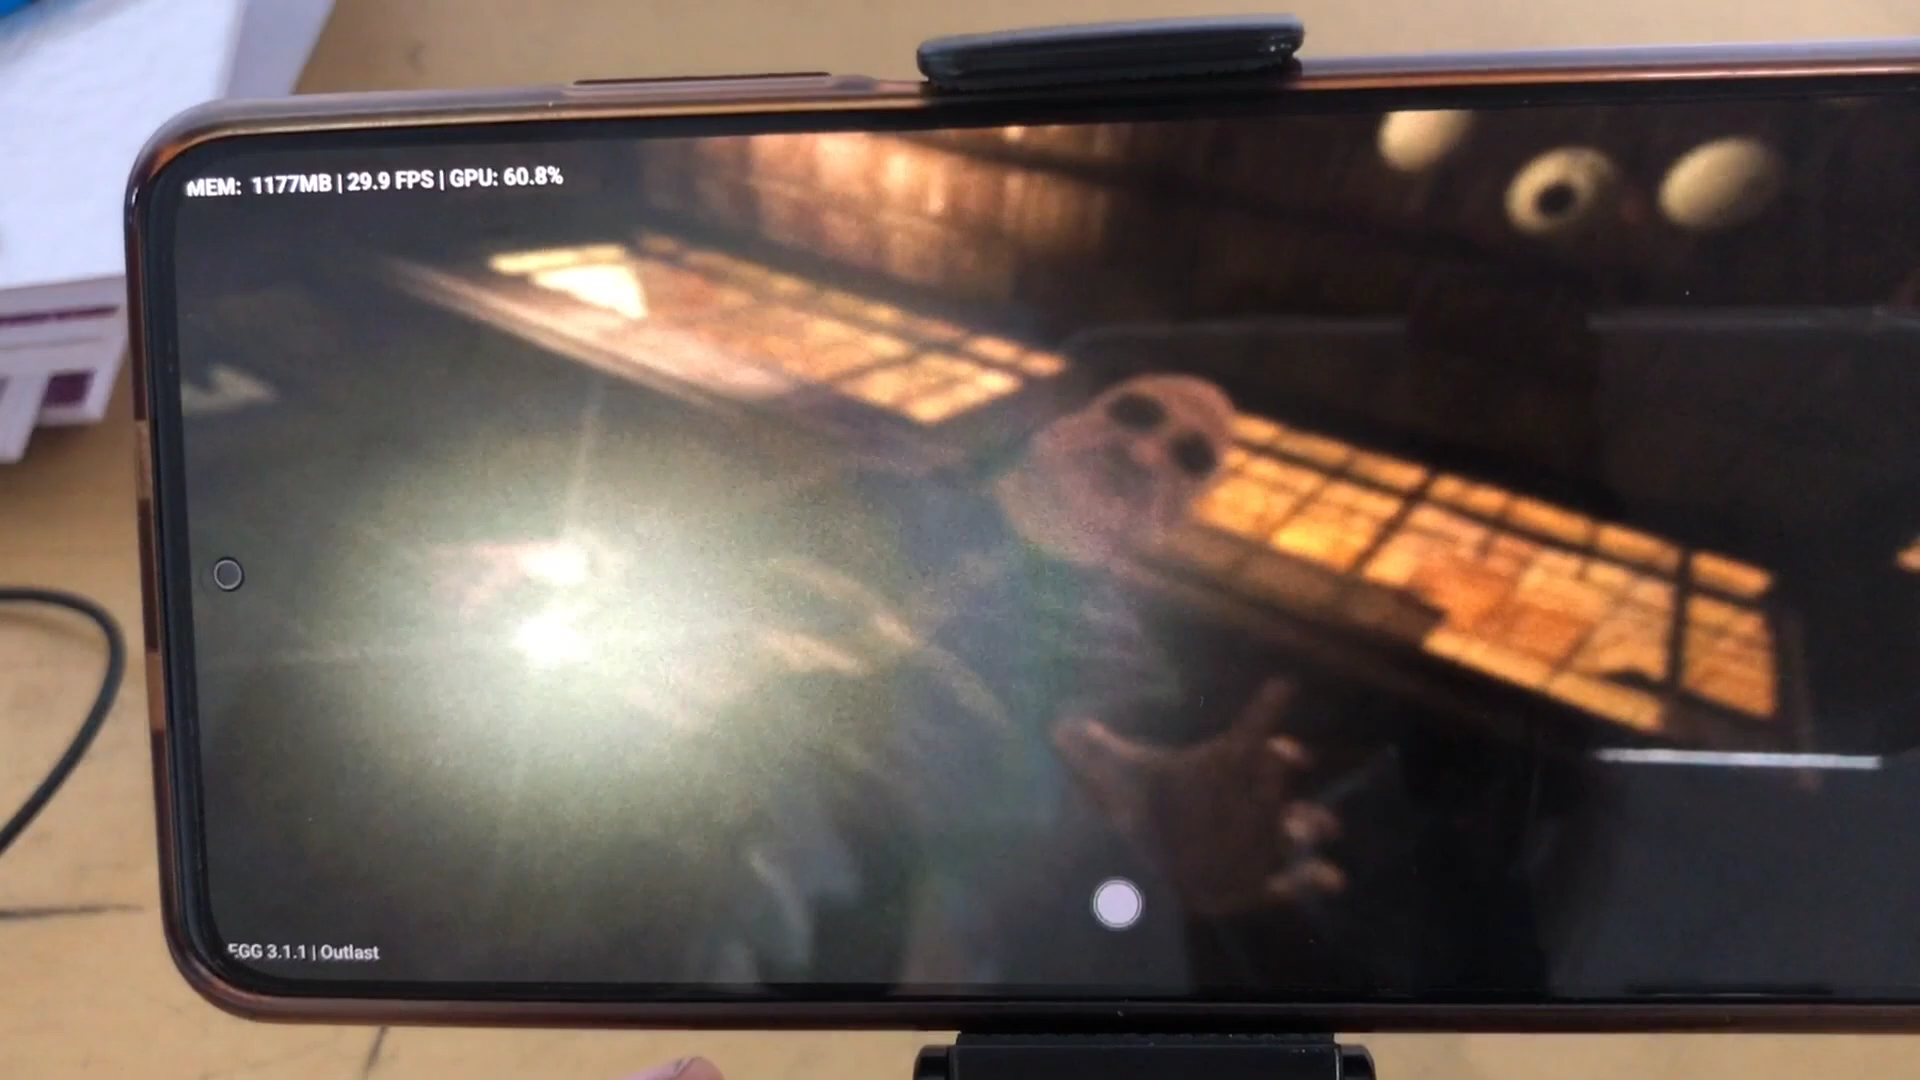 MEM: 1177MB | 29.9 FPS | GPU: 60.8%
EGG 3.1.1 | Outlast